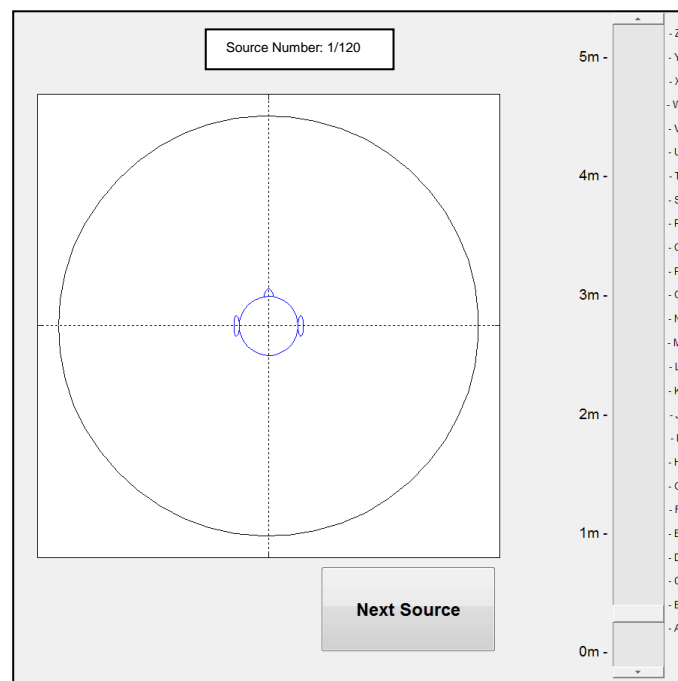 Source Number: 1/120
5m -
4m -
3m -
2m -
1m -
0m -
- Z
- Y
- X
- W
- V
- U
- T
- S
- R
- Q
- P
- O
- N
- M
- L
- K
- J
- I
- H
- G
- F
- E
- D
- C
- B
- A
Next Source